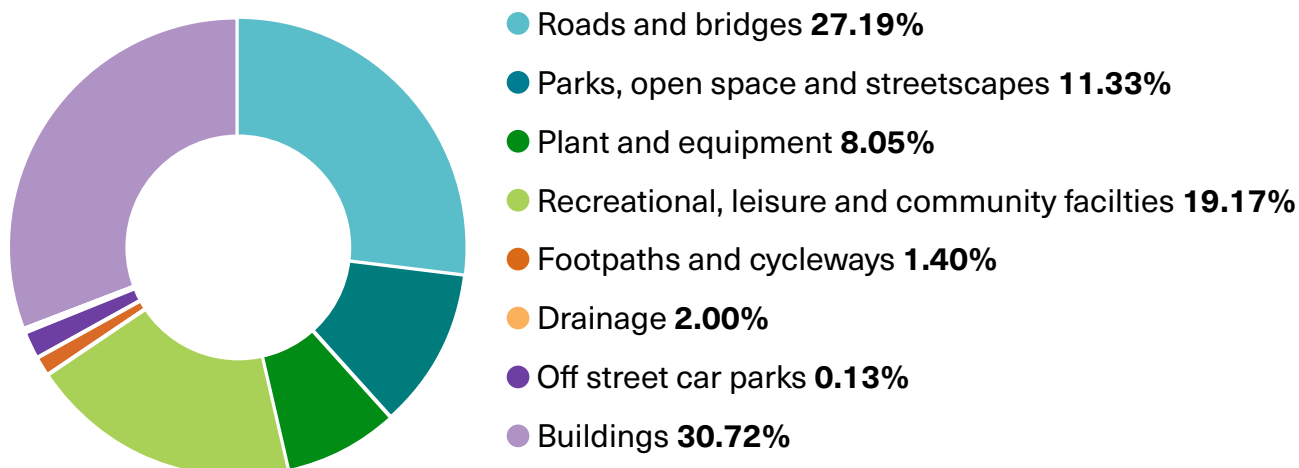 Roads and bridges 27.19%
Parks, open space and streetscapes 11.33%
Plant and equipment 8.05%
Recreational, leisure and community facilties 19.17%
Footpaths and cycleways 1.40%
Drainage 2.00%
Off street car parks 0.13%
Buildings 30.72%